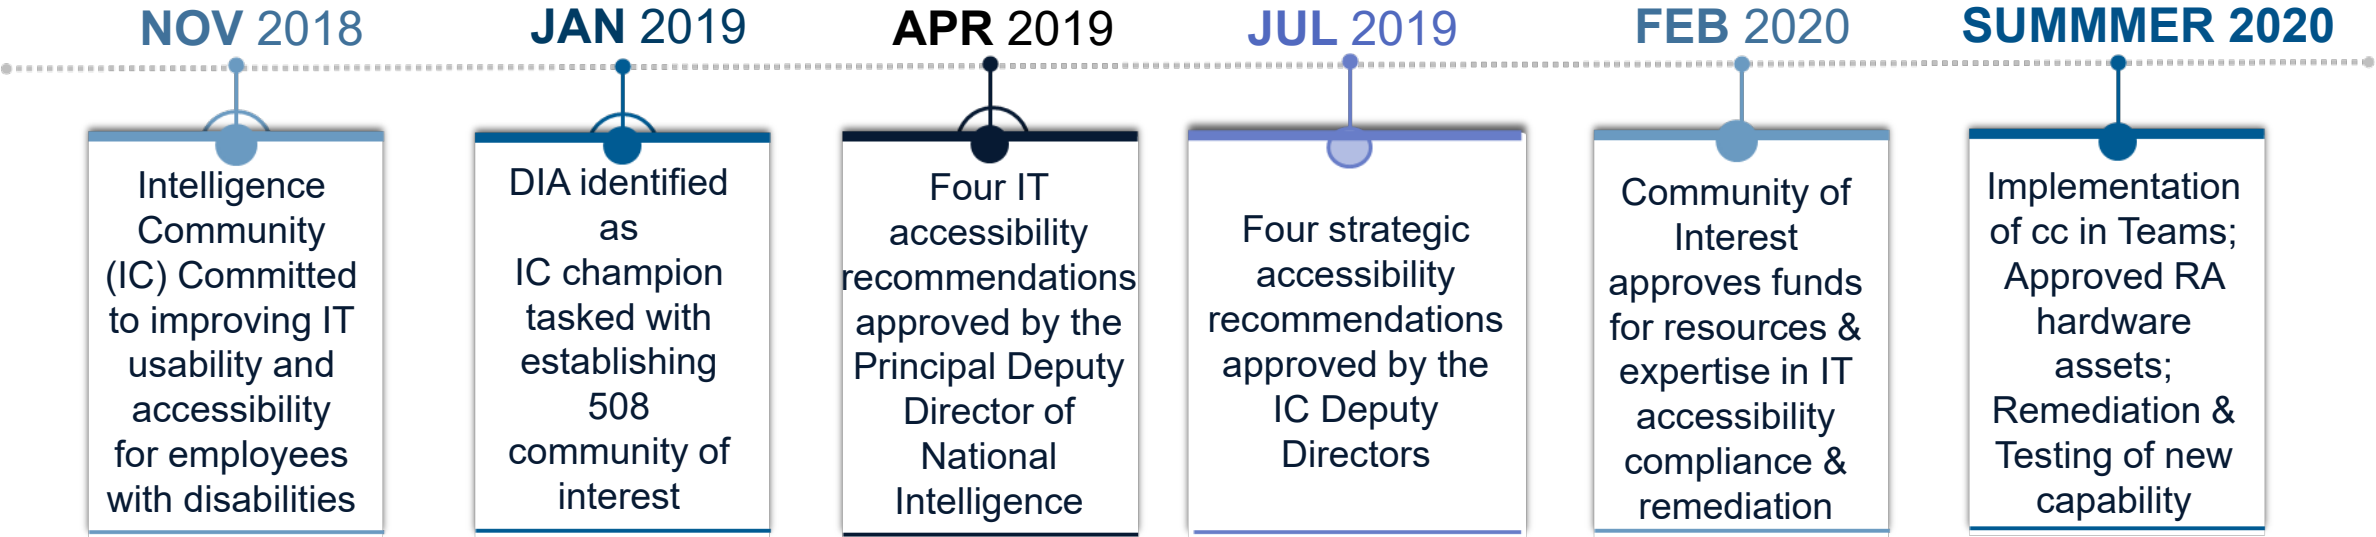 NOV 2018
Intelligence
Community
(IC) Committed
to improving IT
usability and
accessibility
for employees
with disabilities
JAN 2019
DIA identified
as
IC champion
tasked with
establishing
508
community of
interest
APR 2019
Four IT
accessibility
recommendations
approved by the
Principal Deputy
Director of
National
Intelligence
JUL 2019
Four strategic
accessibility
recommendations
approved by the
IC Deputy
Directors
FEB 2020
Community of
Interest
approves funds
for resources &
expertise in IT
accessibility
compliance &
remediation
SUMMMER 2020
Implementation
of cc in Teams;
Approved RA
hardware
assets;
Remediation &
Testing of new
capability